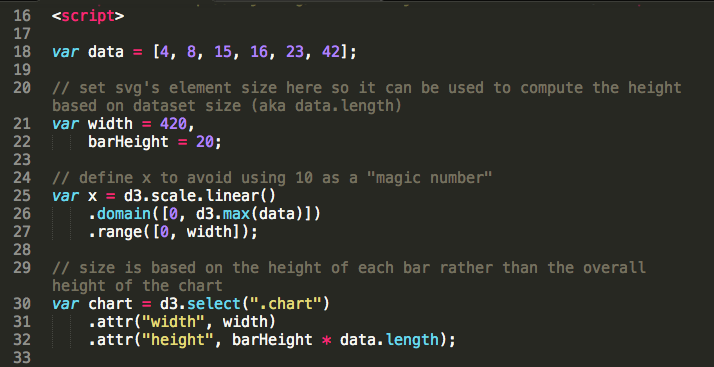 16 <script>
17
18 var data = [4, 8, 15, 16, 23, 42];
19
20 // set svg's element size here so it can be used to compute the height
based on dataset size (aka data.length)
21 var width = 420,
22     barHeight = 20;
23
24 // define x to avoid using 10 as a "magic number"
25 var x = d3.scale.linear()
26     .domain([0, d3.max(data)])
27     .range([0, width]);
28
29 // size is based on the height of each bar rather than the overall
height of the chart
30 var chart = d3.select(".chart")
31     .attr("width", width)
32     .attr("height", barHeight * data.length);
33